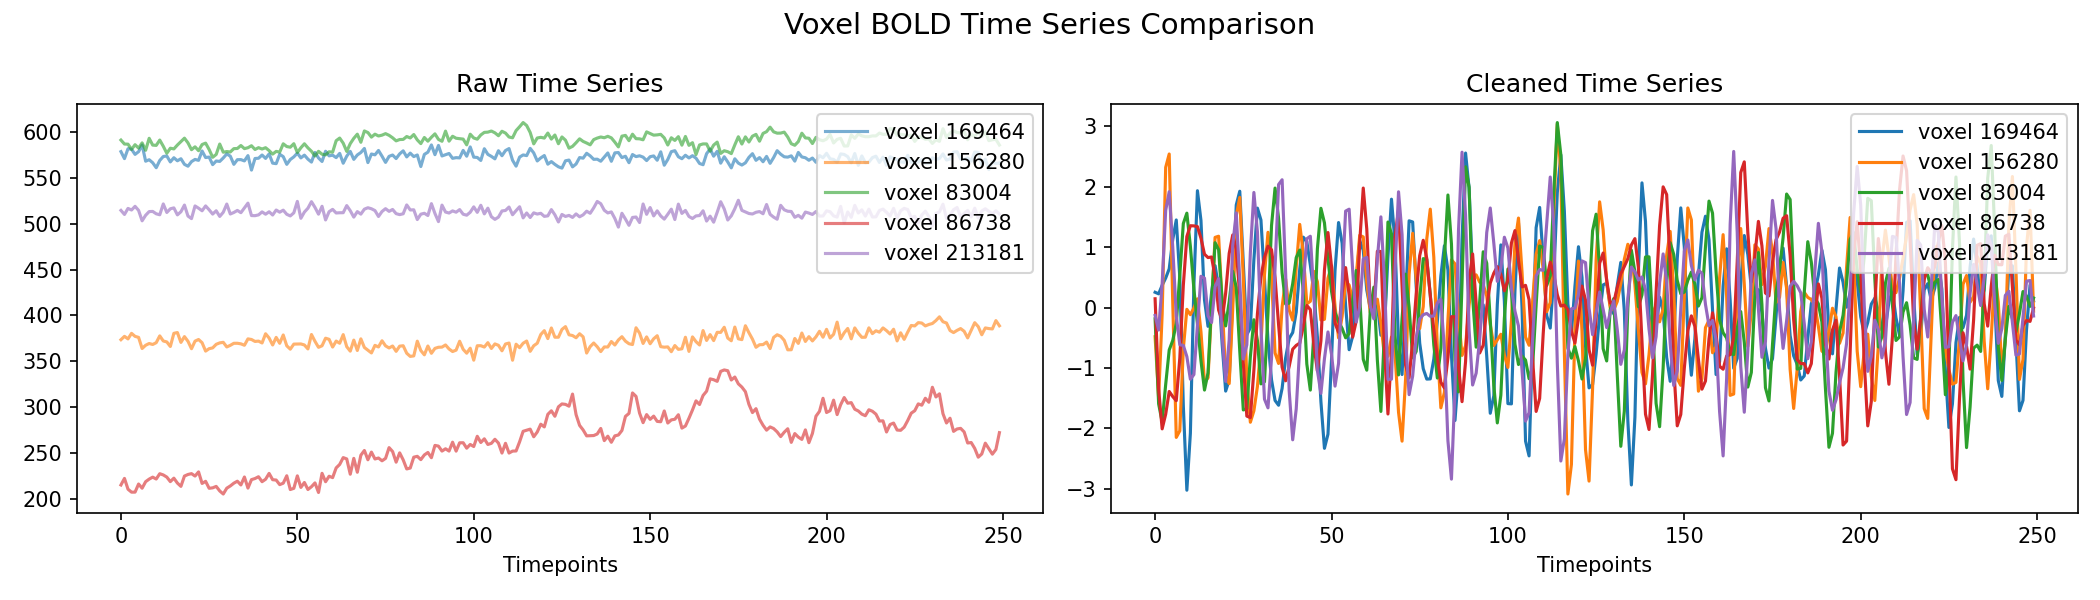 Voxel BOLD Time Series Comparison
Raw Time Series
600
550
500
450
400
350
300
250
200
0
50
100
150
200
250
Timepoints
voxel 169464
voxel 156280
voxel 83004
voxel 86738
voxel 213181
Cleaned Time Series
3
2
1
0
−1
−2
−3
0
50
100
150
200
250
Timepoints
voxel 169464
voxel 156280
voxel 83004
voxel 86738
voxel 213181